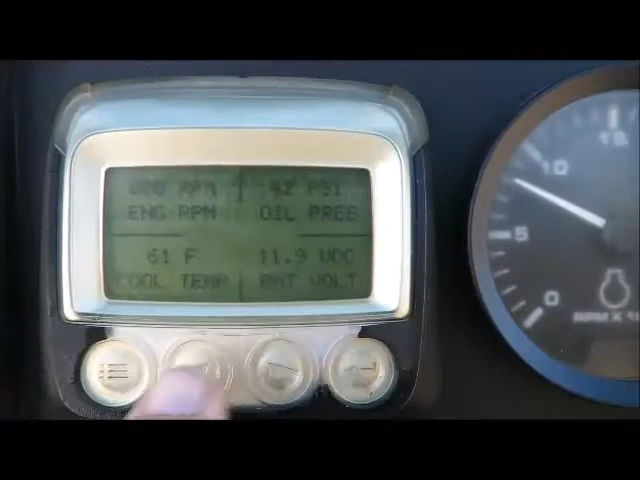 RPM 42 PSI
ENG RPM OIL PRES
61 F 11.9 VDC
COOL TEMP BAT VOLT
10
5
0
RPM X